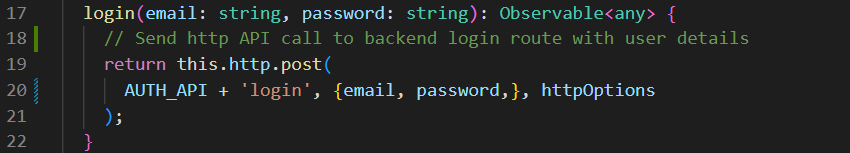 17 login(email: string, password: string): Observable<any> {
18 // Send http API call to backend login route with user details
19 return this.http.post(
20 AUTH_API + 'login', {email, password,}, httpOptions
21 );
22 }